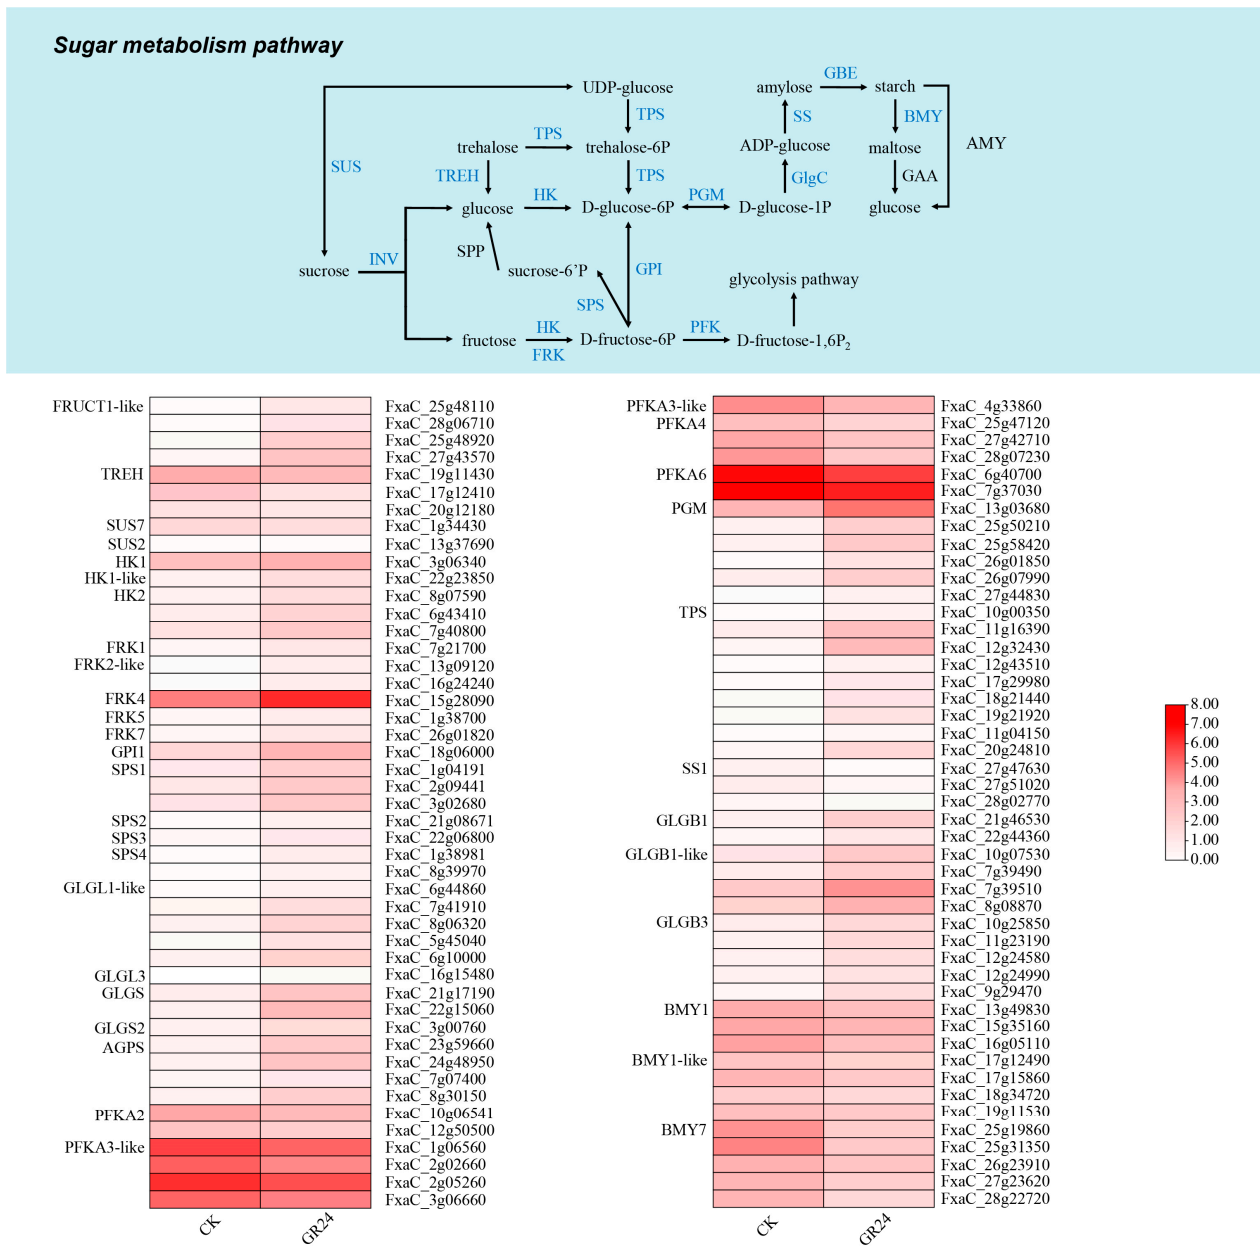 Sugar metabolism pathway
UDP-glucose
amylose
GBE
starch
TPS
SS
BMY
AMY
trehalose
TPS
trehalose-6P
ADP-glucose
maltose
SUS
TREH
TPS
GlgC
GAA
glucose
HK
D-glucose-6P
PGM
D-glucose-1P
glucose
SPP
INV
sucrose
sucrose-6'P
GPI
glycolysis pathway
SPS
HK
PFK
fructose
D-fructose-6P
D-fructose-1,6P2
FRK
FRUCT1-like FxaC_25g48110
FxaC_28g06710
FxaC_25g48920
FxaC_27g43570
TREH FxaC_19g11430
FxaC_17g12410
FxaC_20g12180
SUS7 FxaC_1g34430
SUS2 FxaC_13g37690
HK1 FxaC_3g06340
HK1-like FxaC_22g23850
HK2 FxaC_8g07590
FxaC_6g43410
FxaC_7g40800
FRK1 FxaC_7g21700
FRK2-like FxaC_13g09120
FxaC_16g24240
FRK4 FxaC_15g28090
FRK5 FxaC_1g38700
FRK7 FxaC_26g01820
GPI1 FxaC_18g06000
SPS1 FxaC_1g04191
FxaC_2g09441
FxaC_3g02680
SPS2 FxaC_21g08671
SPS3 FxaC_22g06800
SPS4 FxaC_1g38981
FxaC_8g39970
GLGL1-like FxaC_6g44860
FxaC_7g41910
FxaC_8g06320
FxaC_5g45040
FxaC_6g10000
GLGL3 FxaC_16g15480
GLGS FxaC_21g17190
FxaC_22g15060
GLGS2 FxaC_3g00760
AGPS FxaC_23g59660
FxaC_24g48950
FxaC_7g07400
FxaC_8g30150
PFKA2 FxaC_10g06541
FxaC_12g50500
PFKA3-like FxaC_1g06560
FxaC_2g02660
FxaC_2g05260
FxaC_3g06660
CK GR24
PFKA3-like FxaC_4g33860
PFKA4 FxaC_25g47120
FxaC_27g42710
FxaC_28g07230
PFKA6 FxaC_6g40700
FxaC_7g37030
PGM FxaC_13g03680
FxaC_25g50210
FxaC_25g58420
FxaC_26g01850
FxaC_26g07990
FxaC_27g44830
TPS FxaC_10g00350
FxaC_11g16390
FxaC_12g32430
FxaC_12g43510
FxaC_17g29980
FxaC_18g21440
FxaC_19g21920
FxaC_11g04150
FxaC_20g24810
SS1 FxaC_27g47630
FxaC_27g51020
FxaC_28g02770
GLGB1 FxaC_21g46530
FxaC_22g44360
GLGB1-like FxaC_10g07530
FxaC_7g39490
FxaC_7g39510
FxaC_8g08870
GLGB3 FxaC_10g25850
FxaC_11g23190
FxaC_12g24580
FxaC_12g24990
FxaC_9g29470
BMY1 FxaC_13g49830
FxaC_15g35160
FxaC_16g05110
BMY1-like FxaC_17g12490
FxaC_17g15860
FxaC_18g34720
FxaC_19g11530
BMY7 FxaC_25g19860
FxaC_25g31350
FxaC_26g23910
FxaC_27g23620
FxaC_28g22720
CK GR24
8.00
7.00
6.00
5.00
4.00
3.00
2.00
1.00
0.00